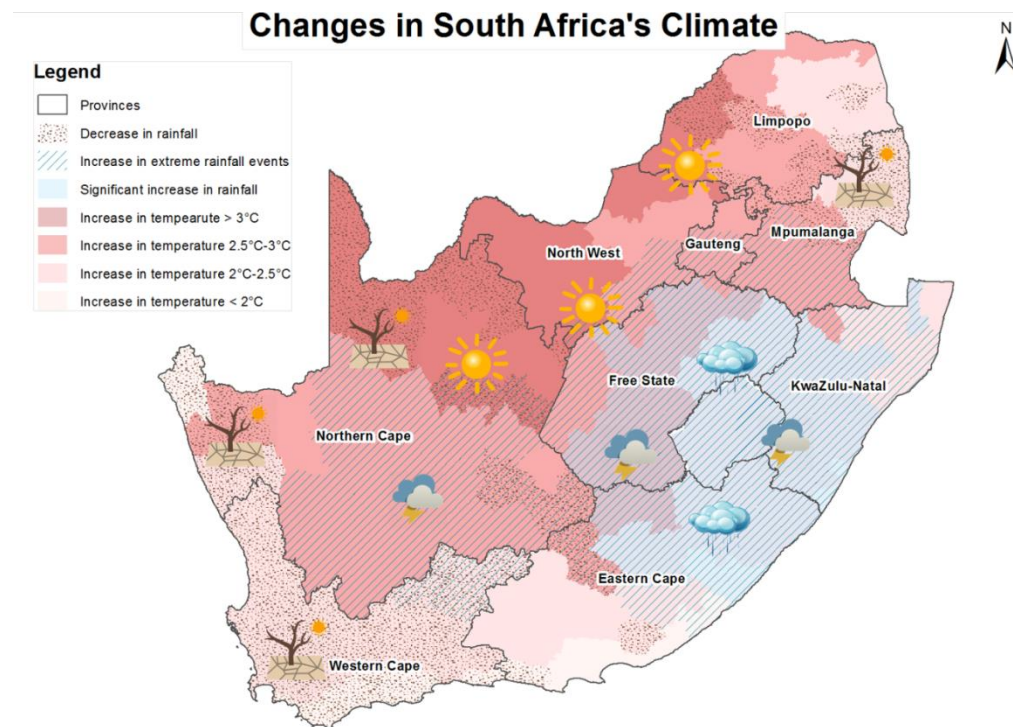 Changes in South Africa's Climate
N
Legend
Provinces
Decrease in rainfall
Increase in extreme rainfall events
Significant increase in rainfall
Increase in tempearute > 3°C
Increase in temperature 2.5°C-3°C
Increase in temperature 2°C-2.5°C
Increase in temperature < 2°C
Limpopo
Mpumalanga
Gauteng
North West
Free State
KwaZulu-Natal
Northern Cape
Eastern Cape
Western Cape